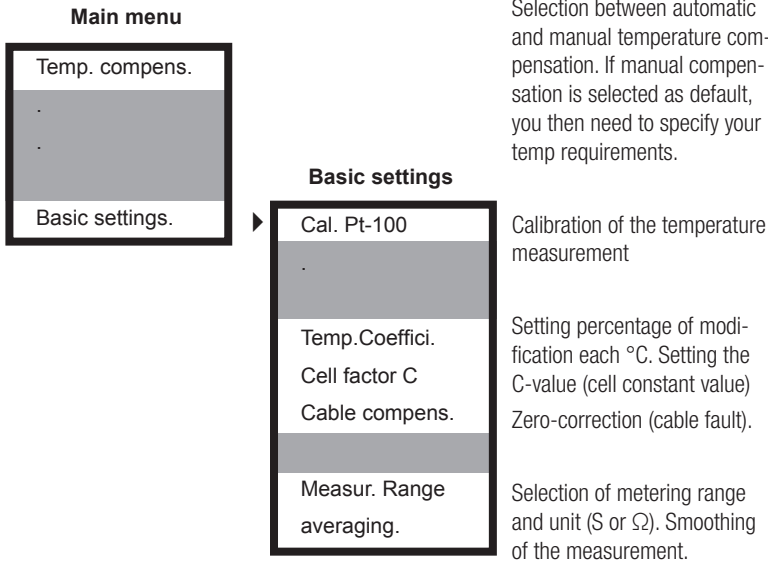 Main menu
Temp. compens.
.
.
Basic settings.
Selection between automatic
and manual temperature com-
pensation. If manual compen-
sation is selected as default,
you then need to specify your
temp requirements.
Basic settings
Cal. Pt-100
.
Temp.Coeffici.
Cell factor C
Cable compens.
Measur. Range
averaging.
Calibration of the temperature
measurement
Setting percentage of modi-
fication each °C. Setting the
C-value (cell constant value)
Zero-correction (cable fault).
Selection of metering range
and unit (S or Ω). Smoothing
of the measurement.